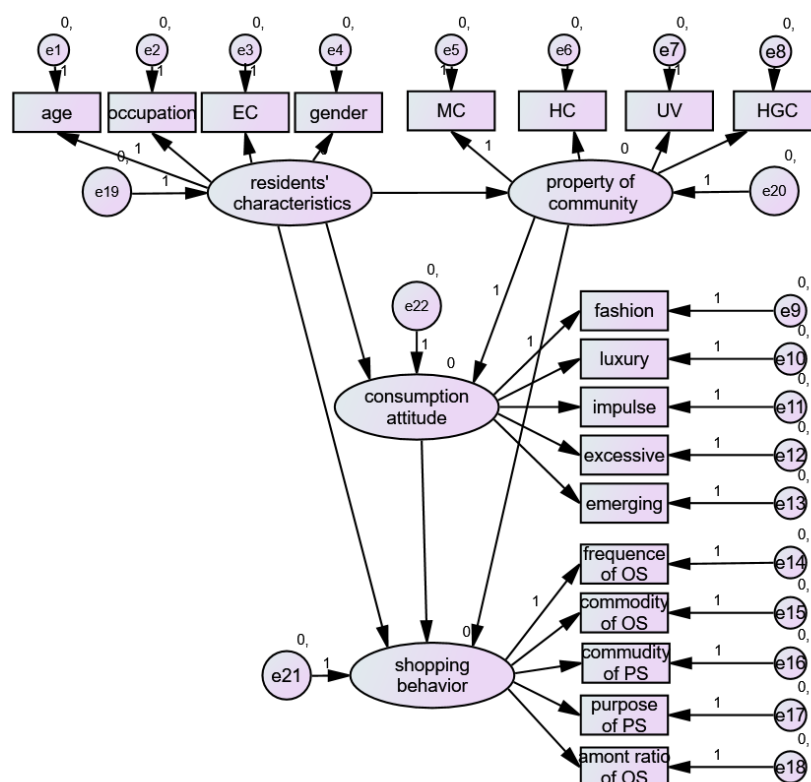 0, 0, 0, 0, 0, 0, 0, 0,
e1 e2 e3 e4 e5 e6 e7 e8
1 1 1 1 1 1
age occupation EC gender MC HC UV HGC
0, 1 1 0 0,
e19 1 residents' property of 1 e20
characteristics community
0,
e22
1
1
0
consumption
attitude
0,
1 fashion 1 e9
0,
luxury 1 e10
0,
impulse 1 e11
0,
excessive 1 e12
0,
emerging 1 e13
0,
1 frequence 1 e14
of OS
0,
commodity 1 e15
of OS
0,
commudity 1 e16
of PS
0,
purpose 1 e17
of PS
0,
amont ratio 1 e18
of OS
0,
e21 1
0
shopping
behavior